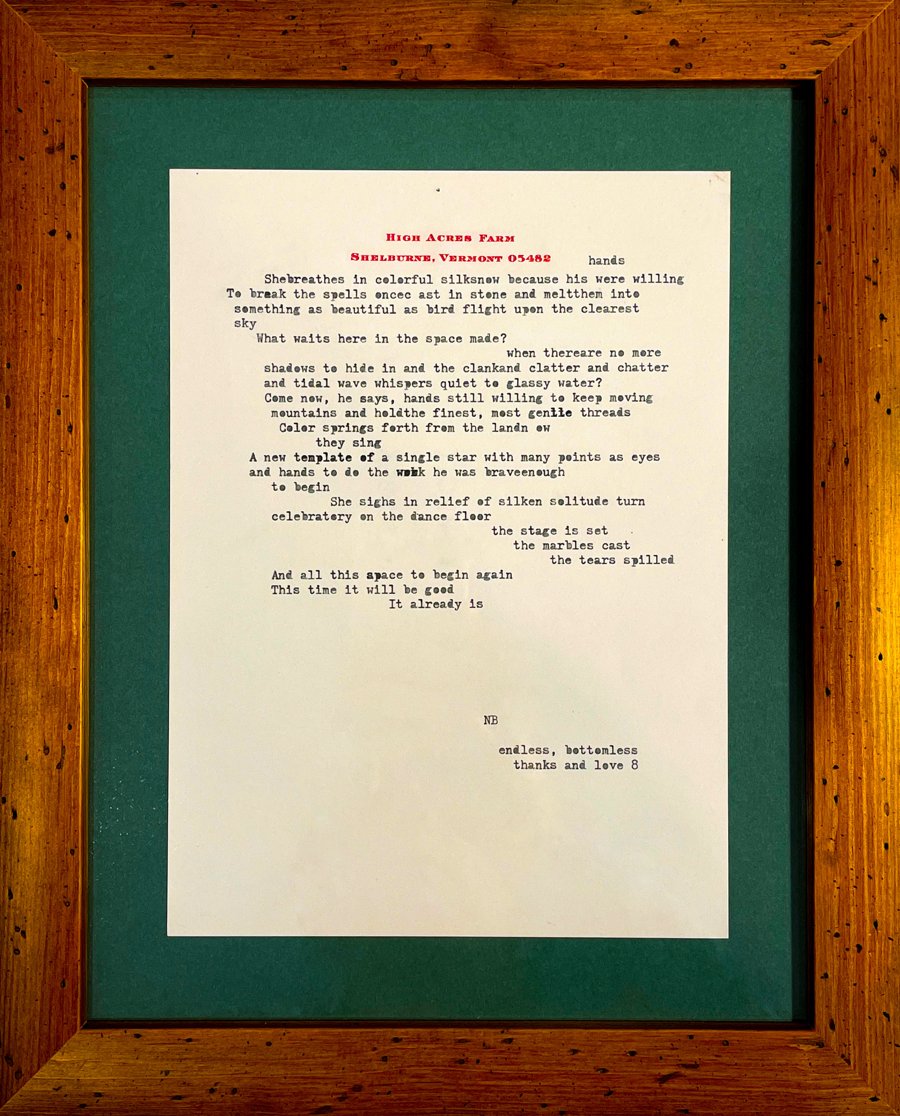 HIGH ACRES FARM
SHELBURNE, VERMONT 05482
hands
Shebreathes in colorful silksnow because his were willing
To break the spells oncec ast in stone and meltthem into
something as beautiful as bird flight upon the clearest
sky
What waits here in the space made?
when thereare no more
shadows to hide in and the clankand clatter and chatter
and tidal wave whispers quiet to glassy water?
Come now, he says, hands still willing to keep moving
mountains and holdthe finest, most genlle threads
Color springs forth from the landn ow
they sing
A new template of a single star with many points as eyes
and hands to do the work he was braveenough
to begin
She sighs in relief of silken solitude turn
celebratory on the dance floor
the stage is set
the marbles cast
the tears spilled
And all this space to begin again
This time it will be good
It already is
NB
endless, bottomless
thanks and love 8